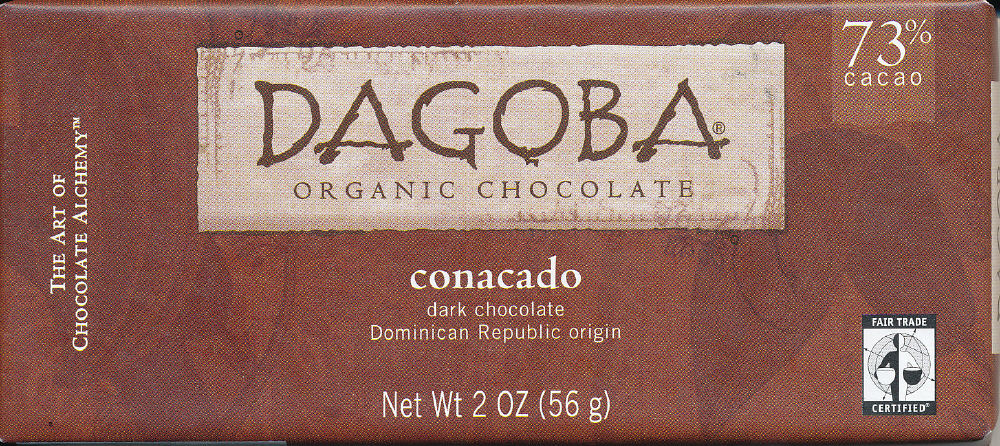 73%
cacao
DAGOBA®
ORGANIC CHOCOLATE
THE ART OF
CHOCOLATE ALCHEMY™
conacado
dark chocolate
Dominican Republic origin
Net Wt 2 OZ (56 g)
FAIR TRADE
CERTIFIED®